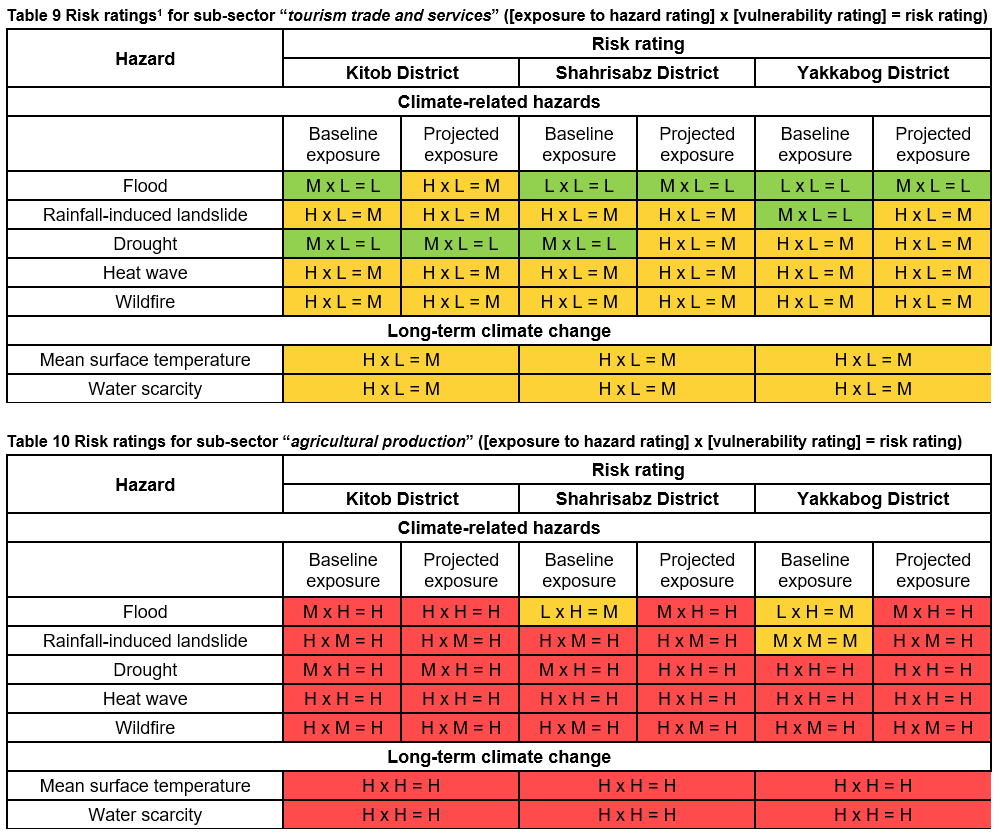 Table 9 Risk ratings¹ for sub-sector “tourism trade and services” ([exposure to hazard rating] x [vulnerability rating] = risk rating)
Hazard
Risk rating
Kitob District Shahrisabz District Yakkabog District
Climate-related hazards
Baseline exposure Projected exposure Baseline exposure Projected exposure Baseline exposure Projected exposure
Flood M x L = L H x L = M L x L = L M x L = L L x L = L M x L = L
Rainfall-induced landslide H x L = M H x L = M H x L = M H x L = M M x L = L H x L = M
Drought M x L = L M x L = L M x L = L H x L = M H x L = M H x L = M
Heat wave H x L = M H x L = M H x L = M H x L = M H x L = M H x L = M
Wildfire H x L = M H x L = M H x L = M H x L = M H x L = M H x L = M
Long-term climate change
Mean surface temperature H x L = M H x L = M H x L = M
Water scarcity H x L = M H x L = M H x L = M
Table 10 Risk ratings for sub-sector “agricultural production” ([exposure to hazard rating] x [vulnerability rating] = risk rating)
Hazard
Risk rating
Kitob District Shahrisabz District Yakkabog District
Climate-related hazards
Baseline exposure Projected exposure Baseline exposure Projected exposure Baseline exposure Projected exposure
Flood M x H = H H x H = H L x H = M M x H = H L x H = M M x H = H
Rainfall-induced landslide H x M = H H x M = H H x M = H H x M = H M x M = M H x M = H
Drought M x H = H M x H = H M x H = H H x H = H H x H = H H x H = H
Heat wave H x H = H H x H = H H x H = H H x H = H H x H = H H x H = H
Wildfire H x M = H H x M = H H x M = H H x M = H H x M = H H x M = H
Long-term climate change
Mean surface temperature H x H = H H x H = H H x H = H
Water scarcity H x H = H H x H = H H x H = H